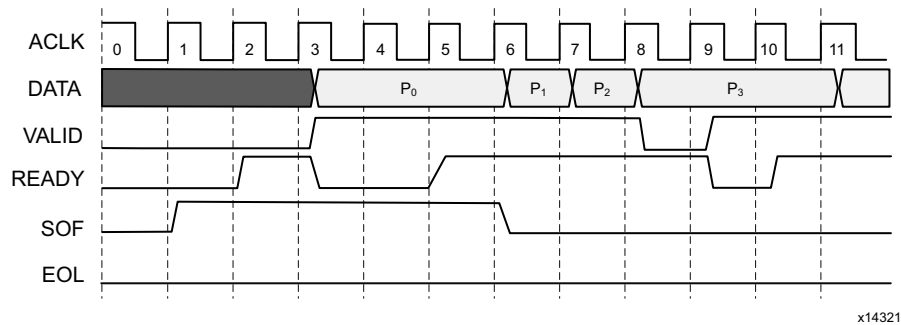 ACLK 0 1 2 3 4 5 6 7 8 9 10 11
DATA P₀ P₁ P₂ P₃
VALID
READY
SOF
EOL
x14321